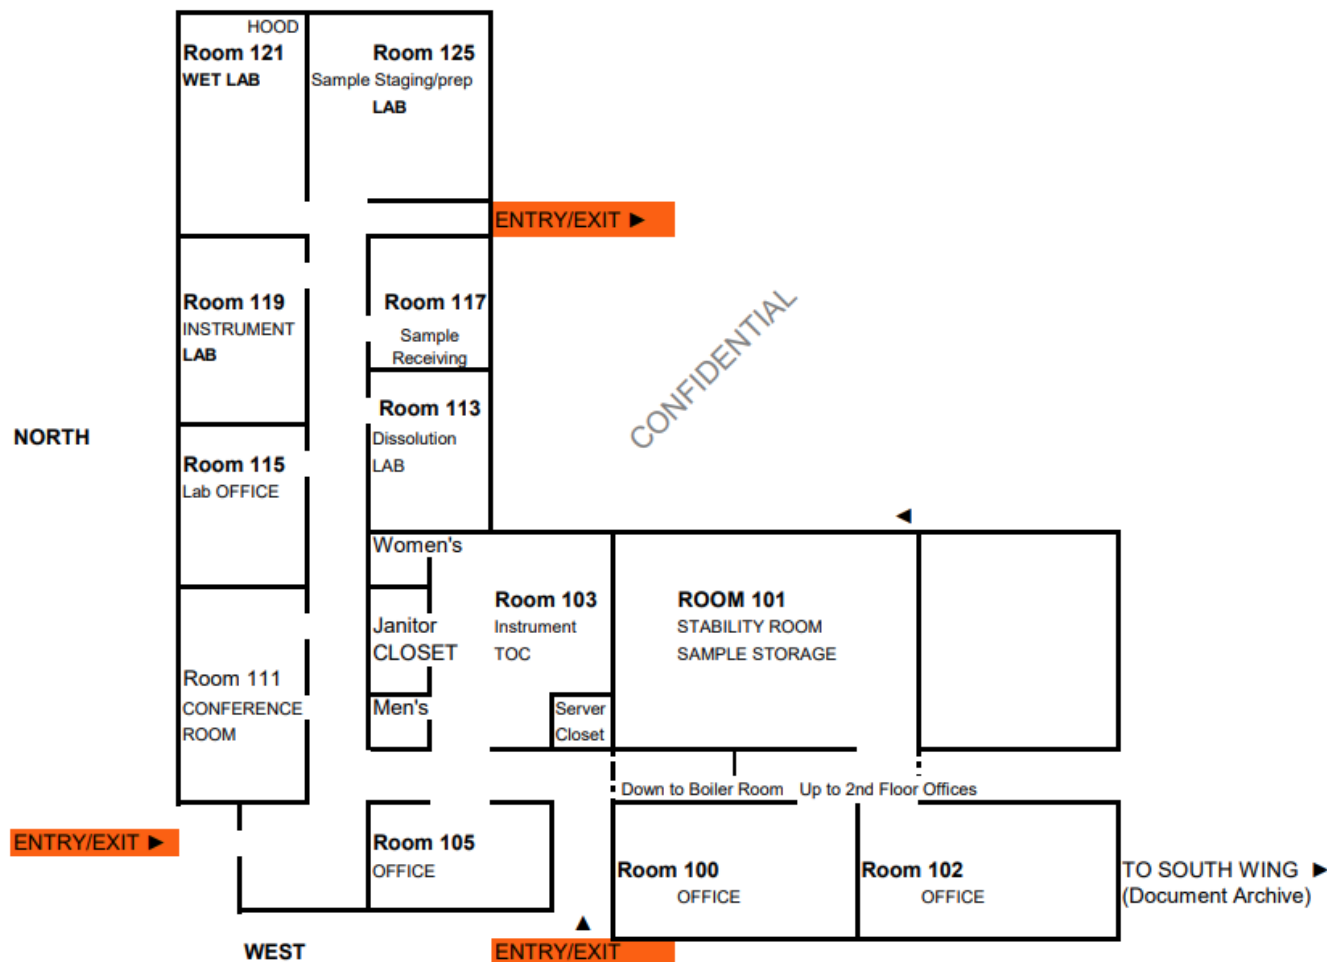 HOOD
Room 121
WET LAB
Room 125
Sample Staging/prep
LAB
ENTRY/EXIT ►
Room 119
INSTRUMENT
LAB
Room 117
Sample
Receiving
CONFIDENTIAL
NORTH
Room 115
Lab OFFICE
Room 113
Dissolution
LAB
◄
Women's
Janitor
CLOSET
Men's
Room 103
Instrument
TOC
Server
Closet
ROOM 101
STABILITY ROOM
SAMPLE STORAGE
Room 111
CONFERENCE
ROOM
Down to Boiler Room
Up to 2nd Floor Offices
ENTRY/EXIT ►
Room 105
OFFICE
Room 100
OFFICE
Room 102
OFFICE
TO SOUTH WING ►
(Document Archive)
WEST
▲
ENTRY/EXIT